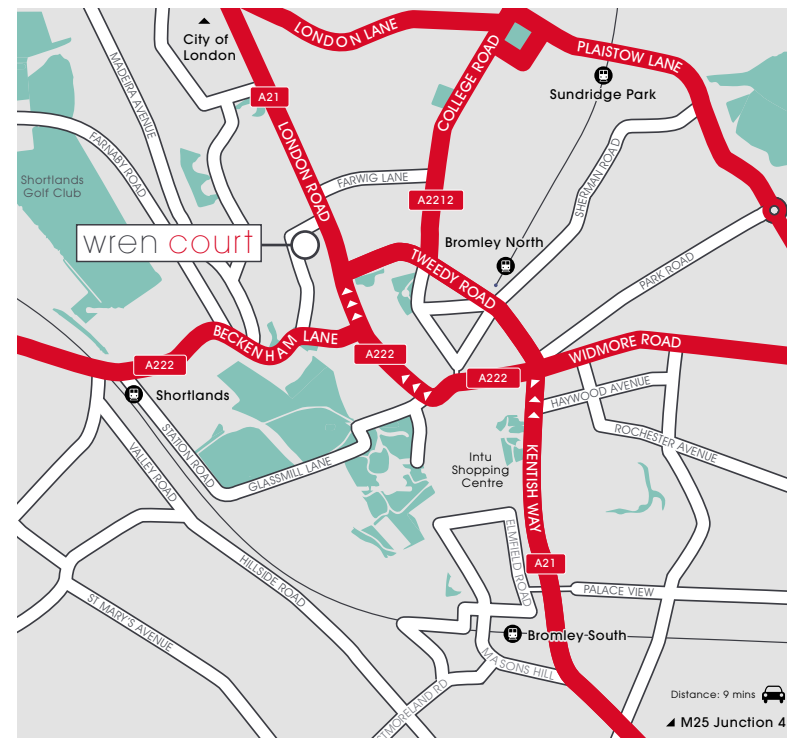 LONDON LANE
City of
London
PLAISTOW LANE
COLLEGE ROAD
MADEIRA AVENUE
Sundridge Park
A21
LONDON ROAD
FARNABY ROAD
SHERMAN ROAD
Shortlands
Golf Club
FARWIG LANE
A2212
wren court
Bromley North
TWEEDY ROAD
PARK ROAD
BECKENHAM LANE
A222
A222
WIDMORE ROAD
A222
Shortlands
HAYWOOD AVENUE
STATION ROAD
ROCHESTER AVENUE
VALLEY ROAD
GLASSMILL LANE
Intu
Shopping
Centre
KENTISH WAY
ELMFIELD ROAD
A21
HILLSIDE ROAD
PALACE VIEW
ST MARY'S AVENUE
Bromley South
MASONS HILL
STMORELAND RD
Distance: 9 mins
M25 Junction 4